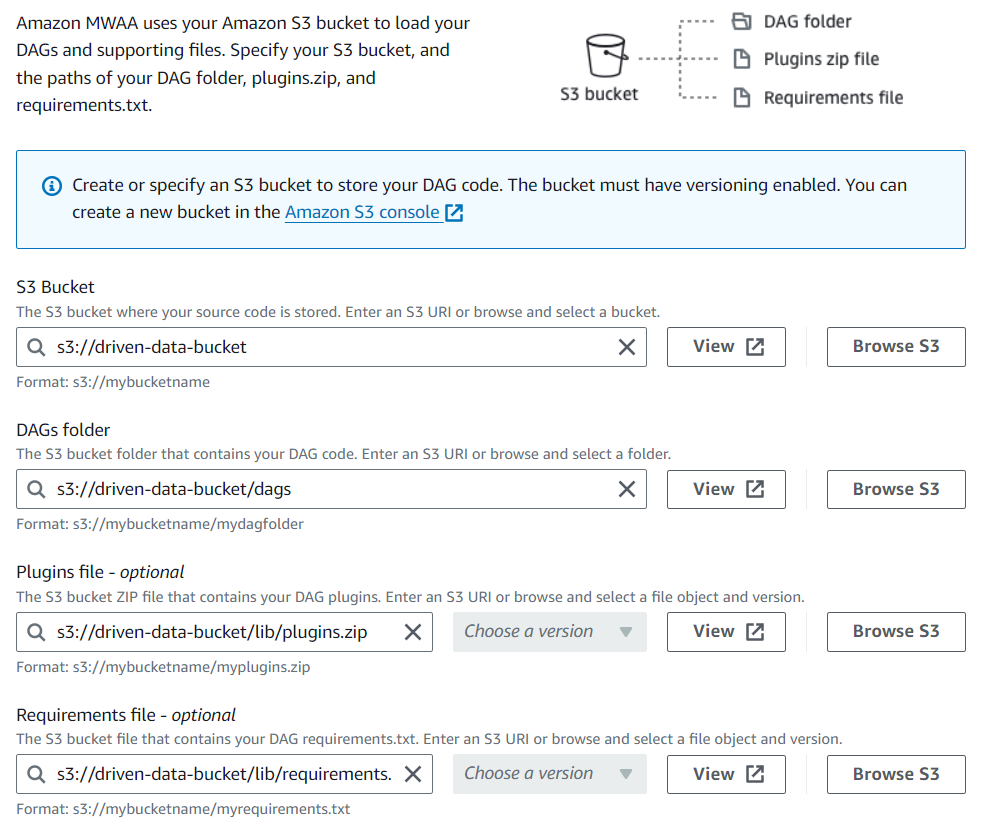 Amazon MWAA uses your Amazon S3 bucket to load your
DAGs and supporting files. Specify your S3 bucket, and
the paths of your DAG folder, plugins.zip, and
requirements.txt.
S3 bucket
DAG folder
Plugins zip file
Requirements file
Create or specify an S3 bucket to store your DAG code. The bucket must have versioning enabled. You can
create a new bucket in the Amazon S3 console
S3 Bucket
The S3 bucket where your source code is stored. Enter an S3 URI or browse and select a bucket.
s3://driven-data-bucket View Browse S3
Format: s3://mybucketname
DAGs folder
The S3 bucket folder that contains your DAG code. Enter an S3 URI or browse and select a folder.
s3://driven-data-bucket/dags View Browse S3
Format: s3://mybucketname/mydagfolder
Plugins file - optional
The S3 bucket ZIP file that contains your DAG plugins. Enter an S3 URI or browse and select a file object and version.
s3://driven-data-bucket/lib/plugins.zip Choose a version View Browse S3
Format: s3://mybucketname/myplugins.zip
Requirements file - optional
The S3 bucket file that contains your DAG requirements.txt. Enter an S3 URI or browse and select a file object and version.
s3://driven-data-bucket/lib/requirements. Choose a version View Browse S3
Format: s3://mybucketname/myrequirements.txt